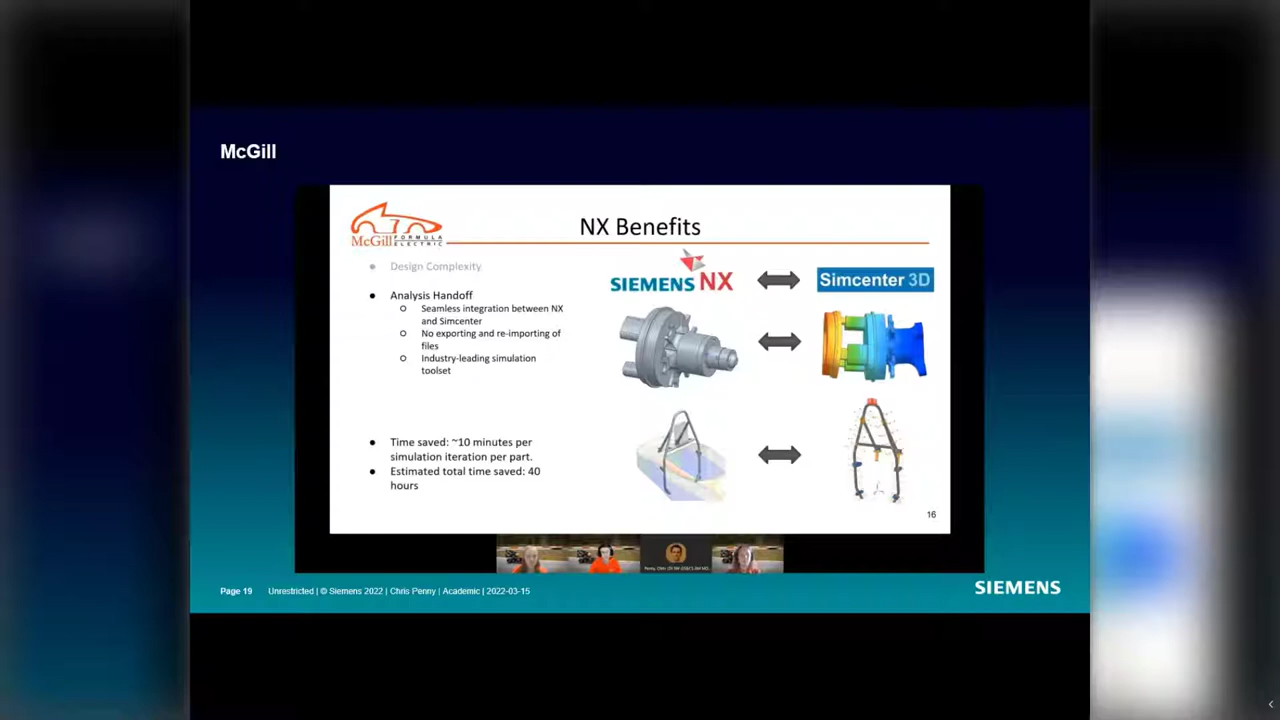 McGill
McGill FORMULA ELECTRIC
NX Benefits
Design Complexity
Analysis Handoff
Seamless integration between NX
and Simcenter
No exporting and re-importing of
files
Industry-leading simulation
toolset
Time saved: ~10 minutes per
simulation iteration per part.
Estimated total time saved: 40
hours
SIEMENS NX
Simcenter 3D
16
Page 19 Unrestricted | © Siemens 2022 | Chris Penny | Academic | 2022-03-15
SIEMENS